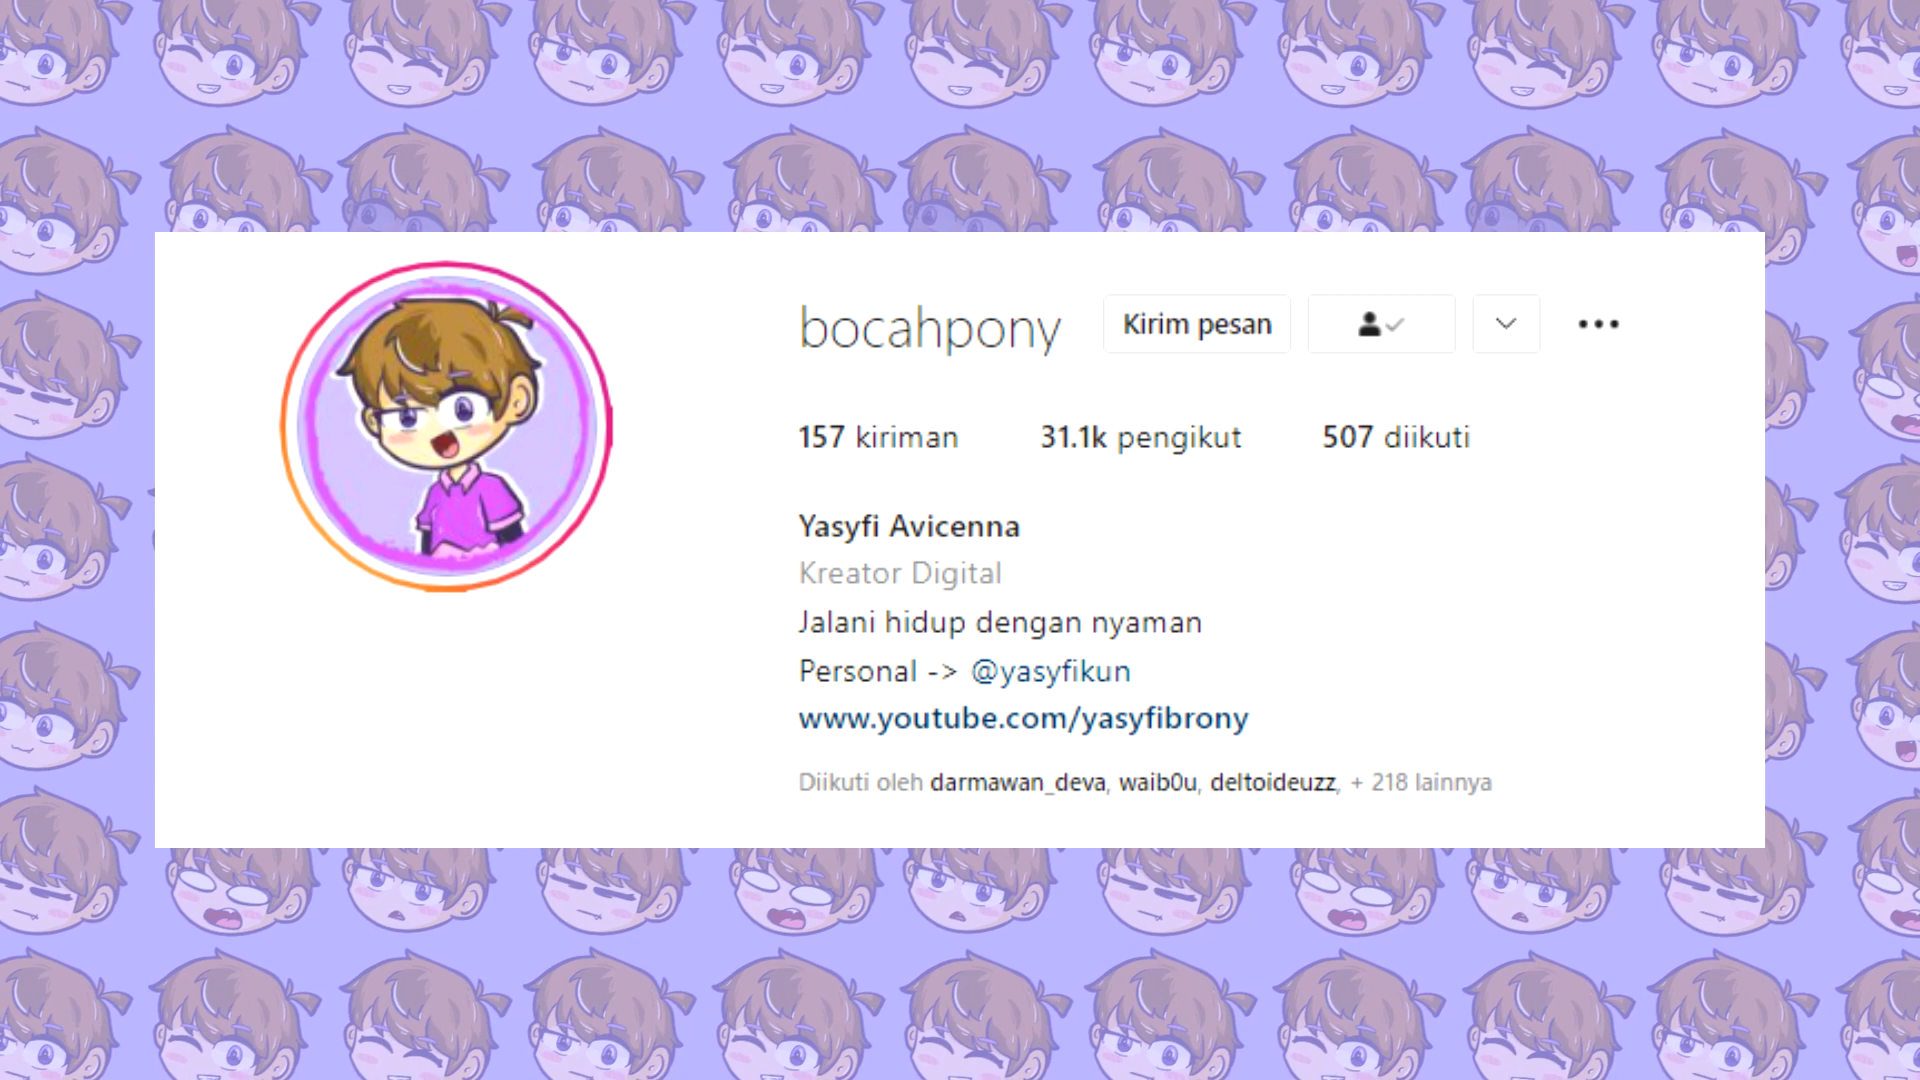 bocahpony Kirim pesan
157 kiriman 31.1k pengikut 507 diikuti
Yasyfi Avicenna
Kreator Digital
Jalani hidup dengan nyaman
Personal -> @yasyfikun
www.youtube.com/yasyfibrony
Diikuti oleh darmawan_deva, waib0u, deltoideuzz, + 218 lainnya